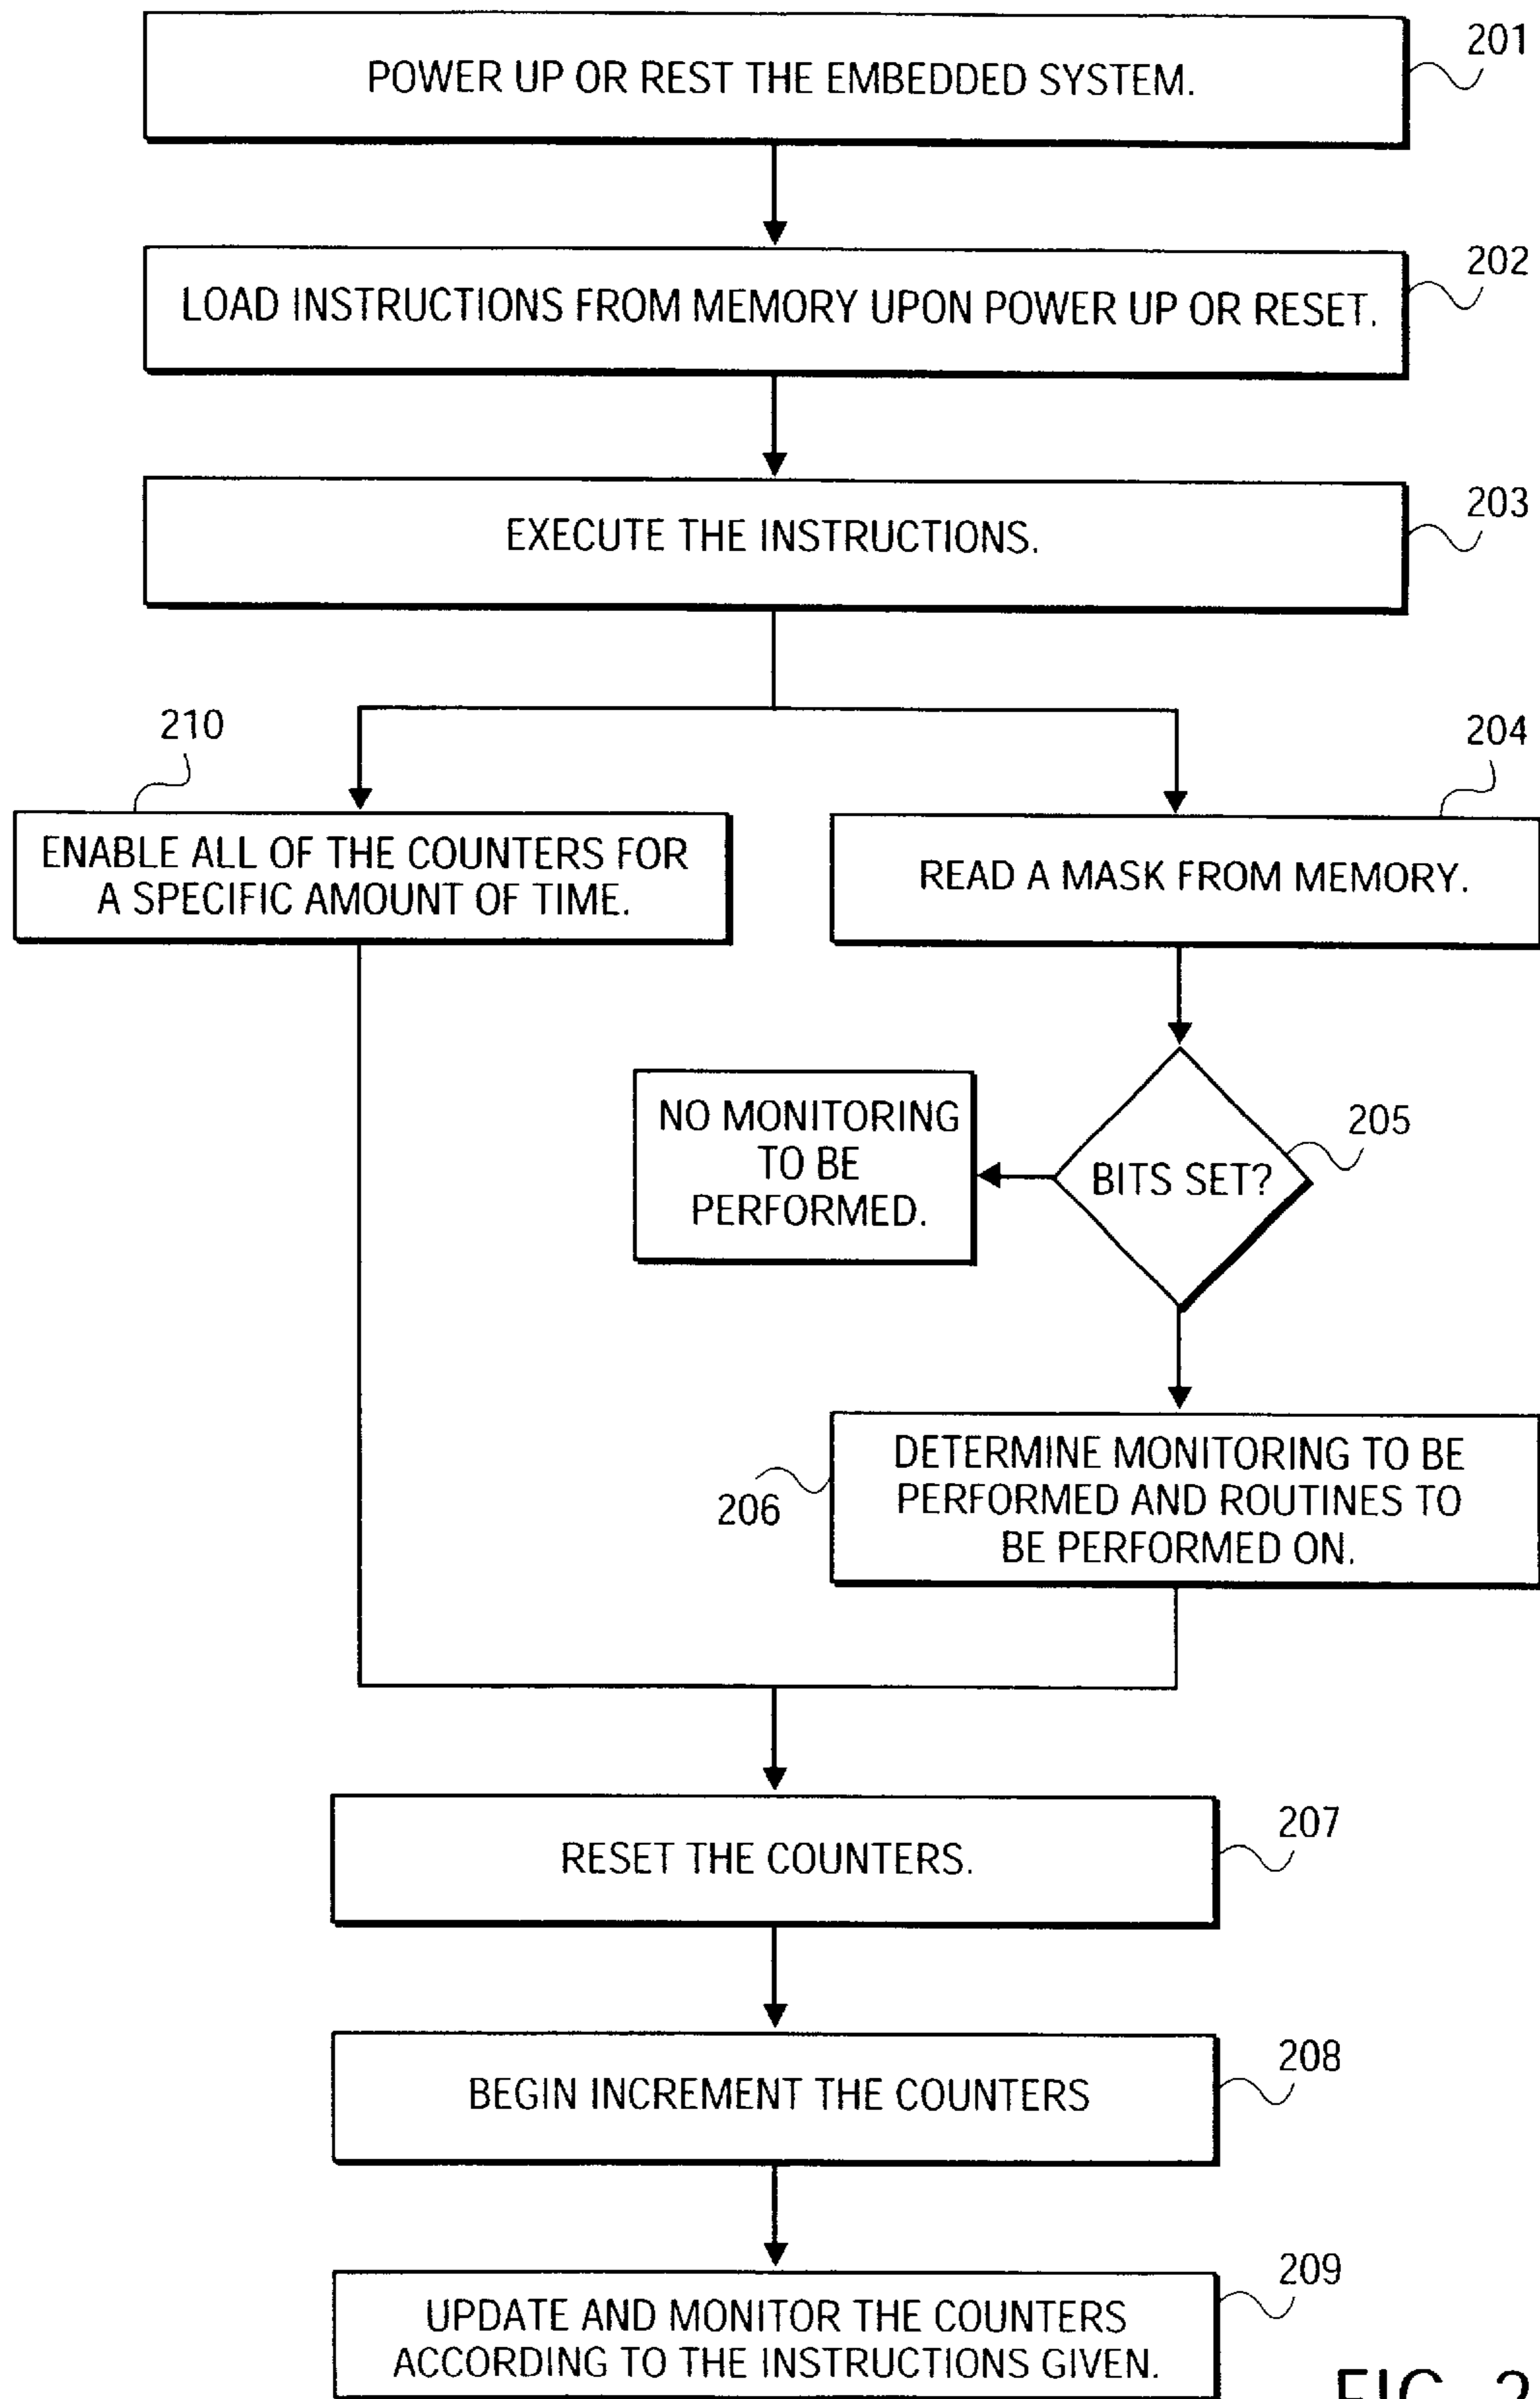 POWER UP OR REST THE EMBEDDED SYSTEM.
201
LOAD INSTRUCTIONS FROM MEMORY UPON POWER UP OR RESET.
202
EXECUTE THE INSTRUCTIONS.
203
210
ENABLE ALL OF THE COUNTERS FOR
A SPECIFIC AMOUNT OF TIME.
204
READ A MASK FROM MEMORY.
NO MONITORING
TO BE
PERFORMED.
BITS SET?
205
DETERMINE MONITORING TO BE
PERFORMED AND ROUTINES TO
BE PERFORMED ON.
206
RESET THE COUNTERS.
207
BEGIN INCREMENT THE COUNTERS
208
UPDATE AND MONITOR THE COUNTERS
ACCORDING TO THE INSTRUCTIONS GIVEN.
209
FIG. 2